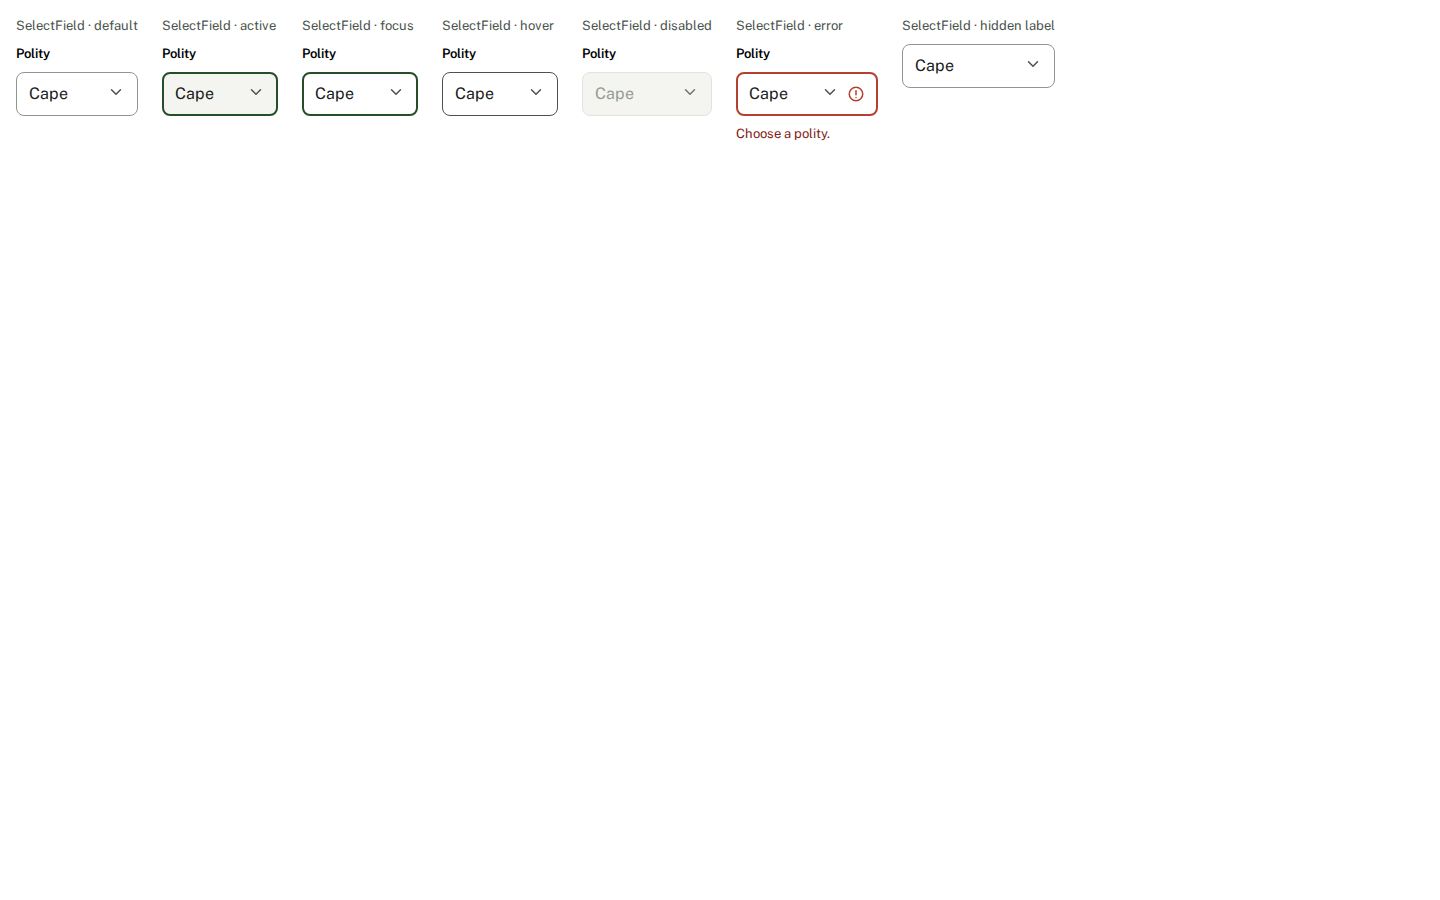 SelectField · default
Polity
Cape
SelectField · active
Polity
Cape
SelectField · focus
Polity
Cape
SelectField · hover
Polity
Cape
SelectField · disabled
Polity
Cape
SelectField · error
Polity
Cape
Choose a polity.
SelectField · hidden label
Cape